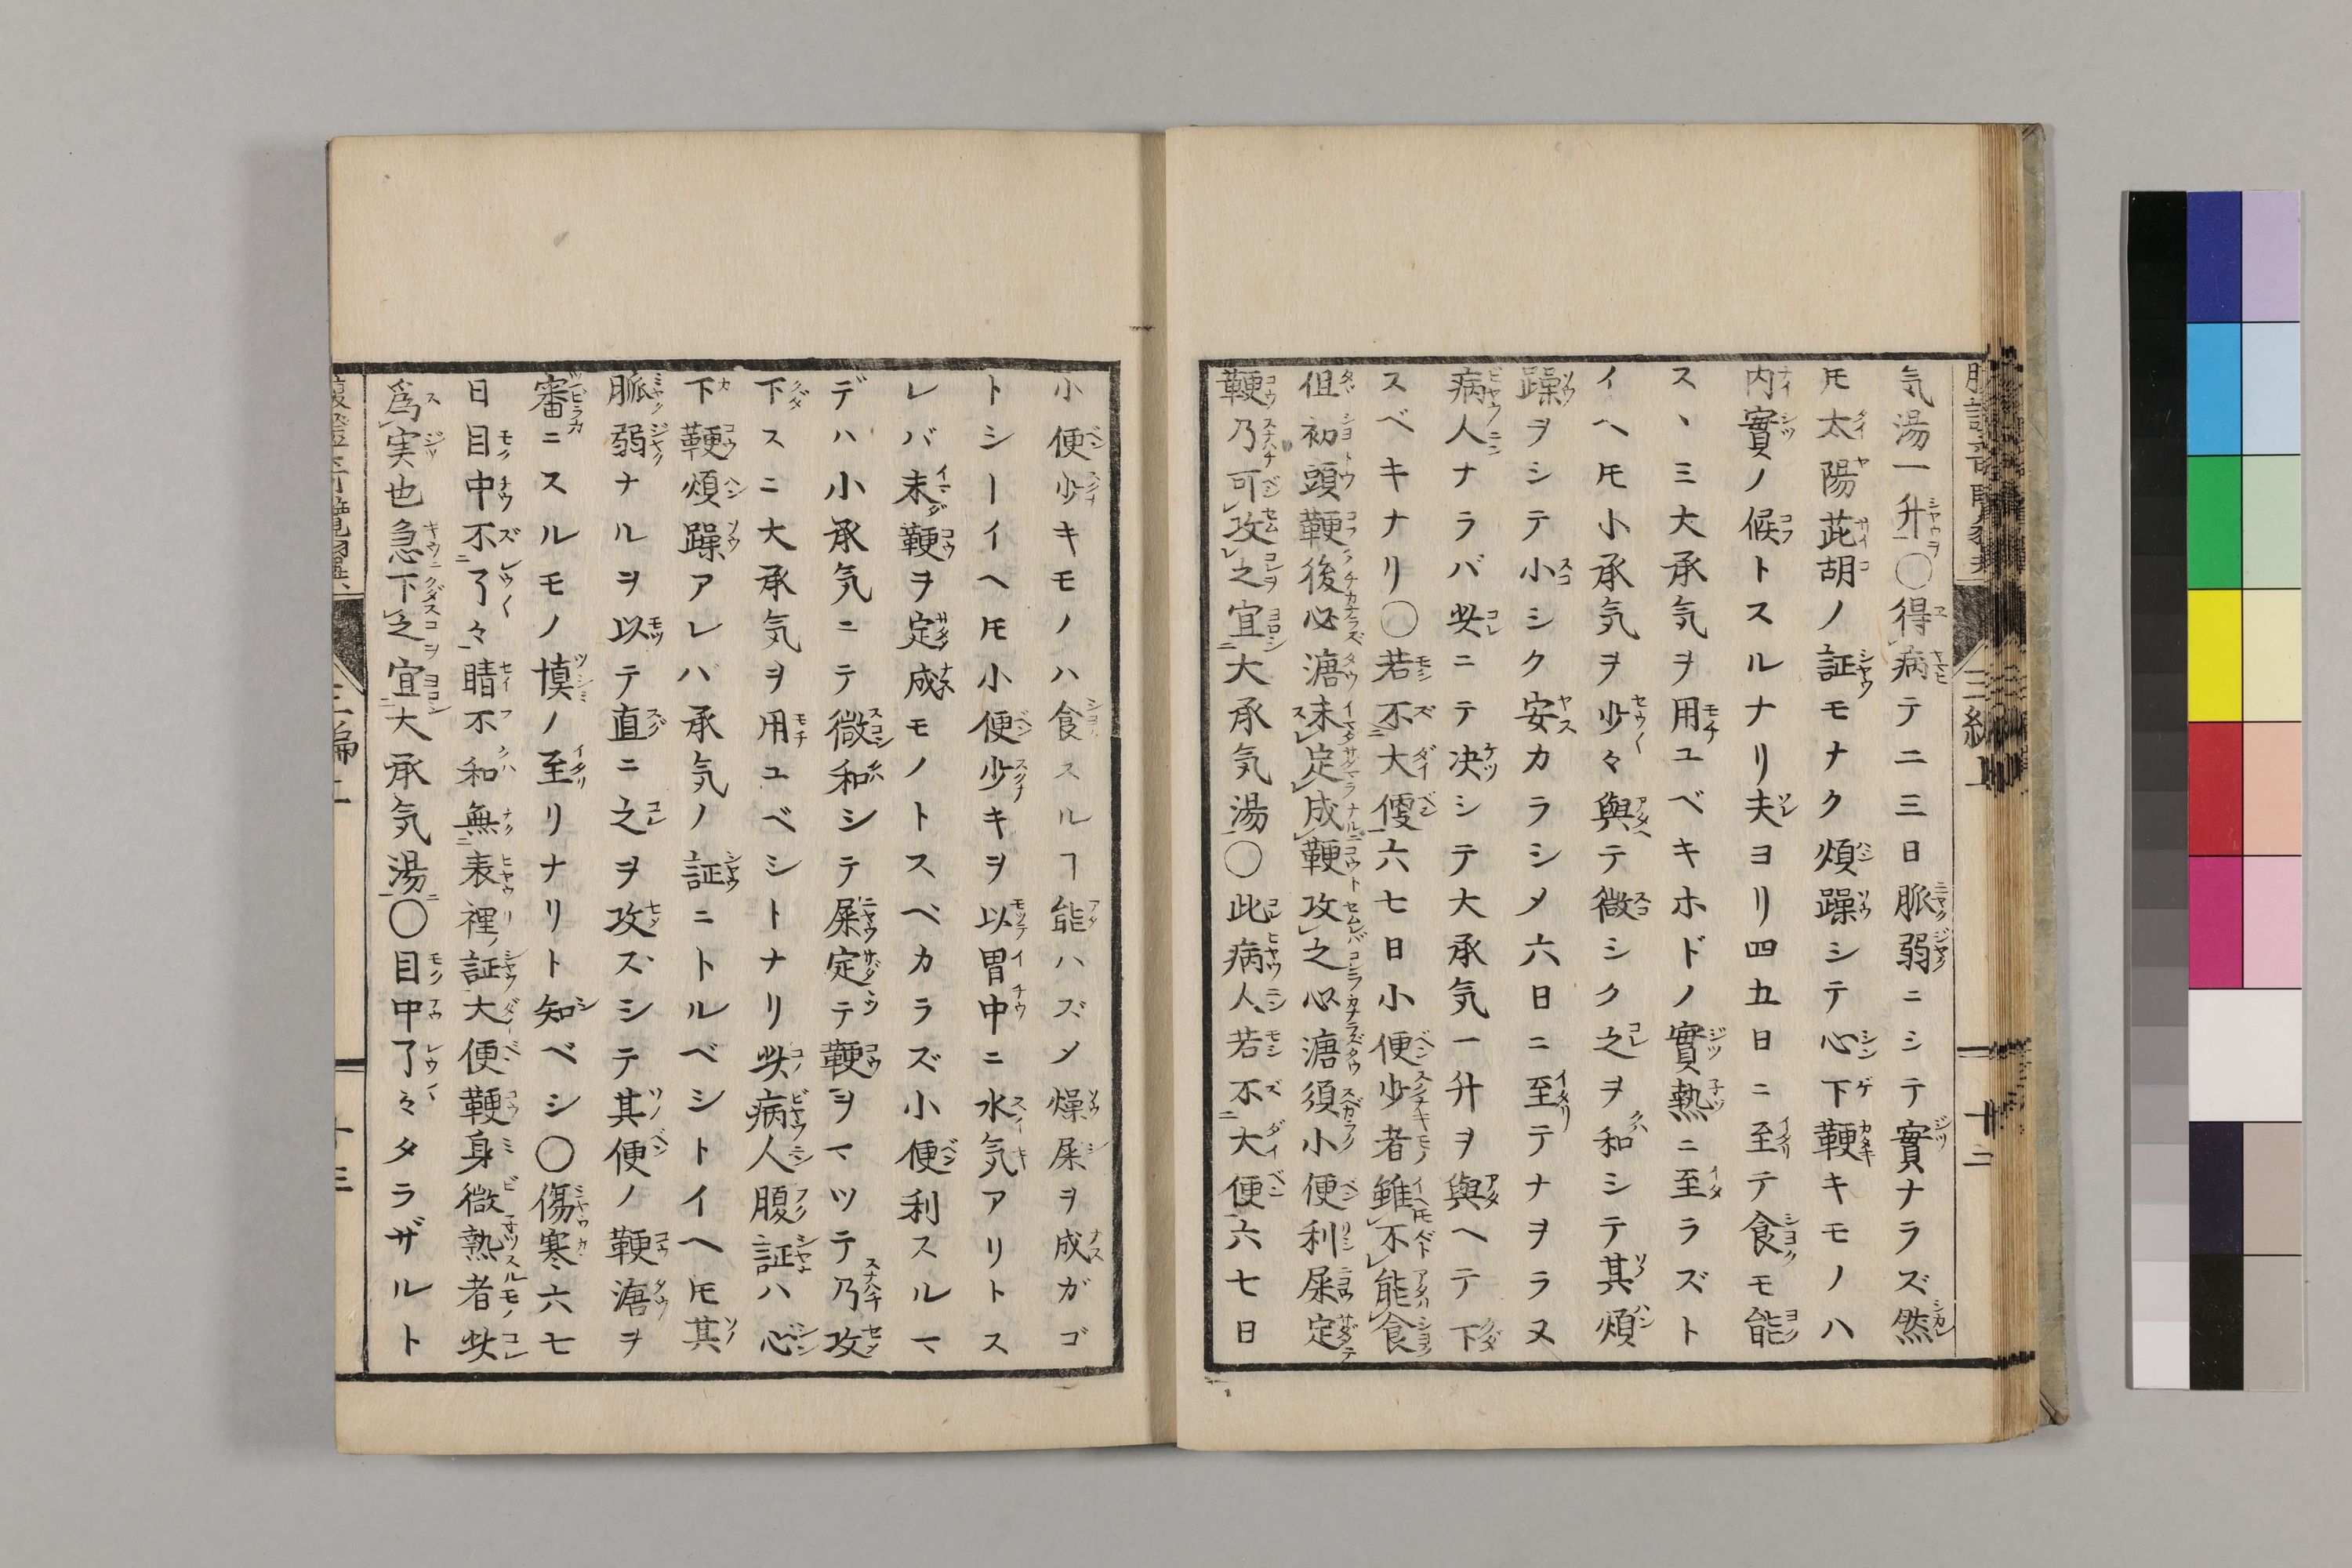 気湯一升○得病テ二三日脈弱ニシテ實ナラズ然
𪜈太陽茈胡ノ証モナク煩躁シテ心下鞕キモノハ
内實ノ候トスルナリ夫ヨリ四五日ニ至テ食モ能
スヽミ大承気ヲ用ユベキホドノ實熱ニ至ラズト
イヘ𪜈小承気ヲ少々與テ微シク之ヲ和シテ其煩
躁ヲシテ小シク安カラシメ六日ニ至テナヲラヌ
病人ナラバ此ニテ决シテ大承気一升ヲ與ヘテ下
スベキナリ○若不大便六七日小便少者雖不能食
但初頭鞕後必溏未定成鞕攻之必溏須小便利屎定
鞕乃可攻之宜大承気湯○此病人若不大便六七日
小便少キモノハ食スルヿ能ハズメ燥屎ヲ成ガゴ
トシーイヘ𪜈小便少キヲ以胃中ニ水気アリトス
レバ未鞕ヲ定成モノトスベカラズ小便利スルマ
デハ小承気ニテ微和シテ屎定テ鞕ヲマツテ乃攻
下スニ大承気ヲ用ユベシトナリ此病人腹証ハ心
下鞕煩躁アレバ承気ノ証ニトルベシトイヘ𪜈其
脈弱ナルヲ以テ直ニ之ヲ攻ズシテ其便ノ鞕溏ヲ
審ニスルモノ慎ノ至リナリト知ベシ○傷寒六七
日目中不了々睛不和無表裡証大便鞕身微熱者此
爲実也急下之宜大承気湯○目中了々タラザルト